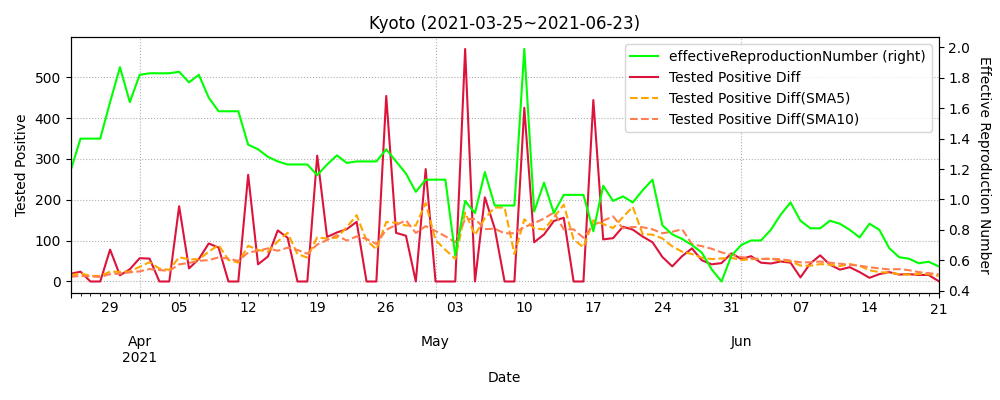 Kyoto (2021-03-25~2021-06-23)
effectiveReproductionNumber (right)
Tested Positive Diff
Tested Positive Diff(SMA5)
Tested Positive Diff(SMA10)
Tested Positive
500
400
300
200
100
0
Effective Reproduction Number
2.0
1.8
1.6
1.4
1.2
1.0
0.8
0.6
0.4
29 05 12 19 26 03 10 17 24 31 07 14 21
Apr May Jun
2021
Date